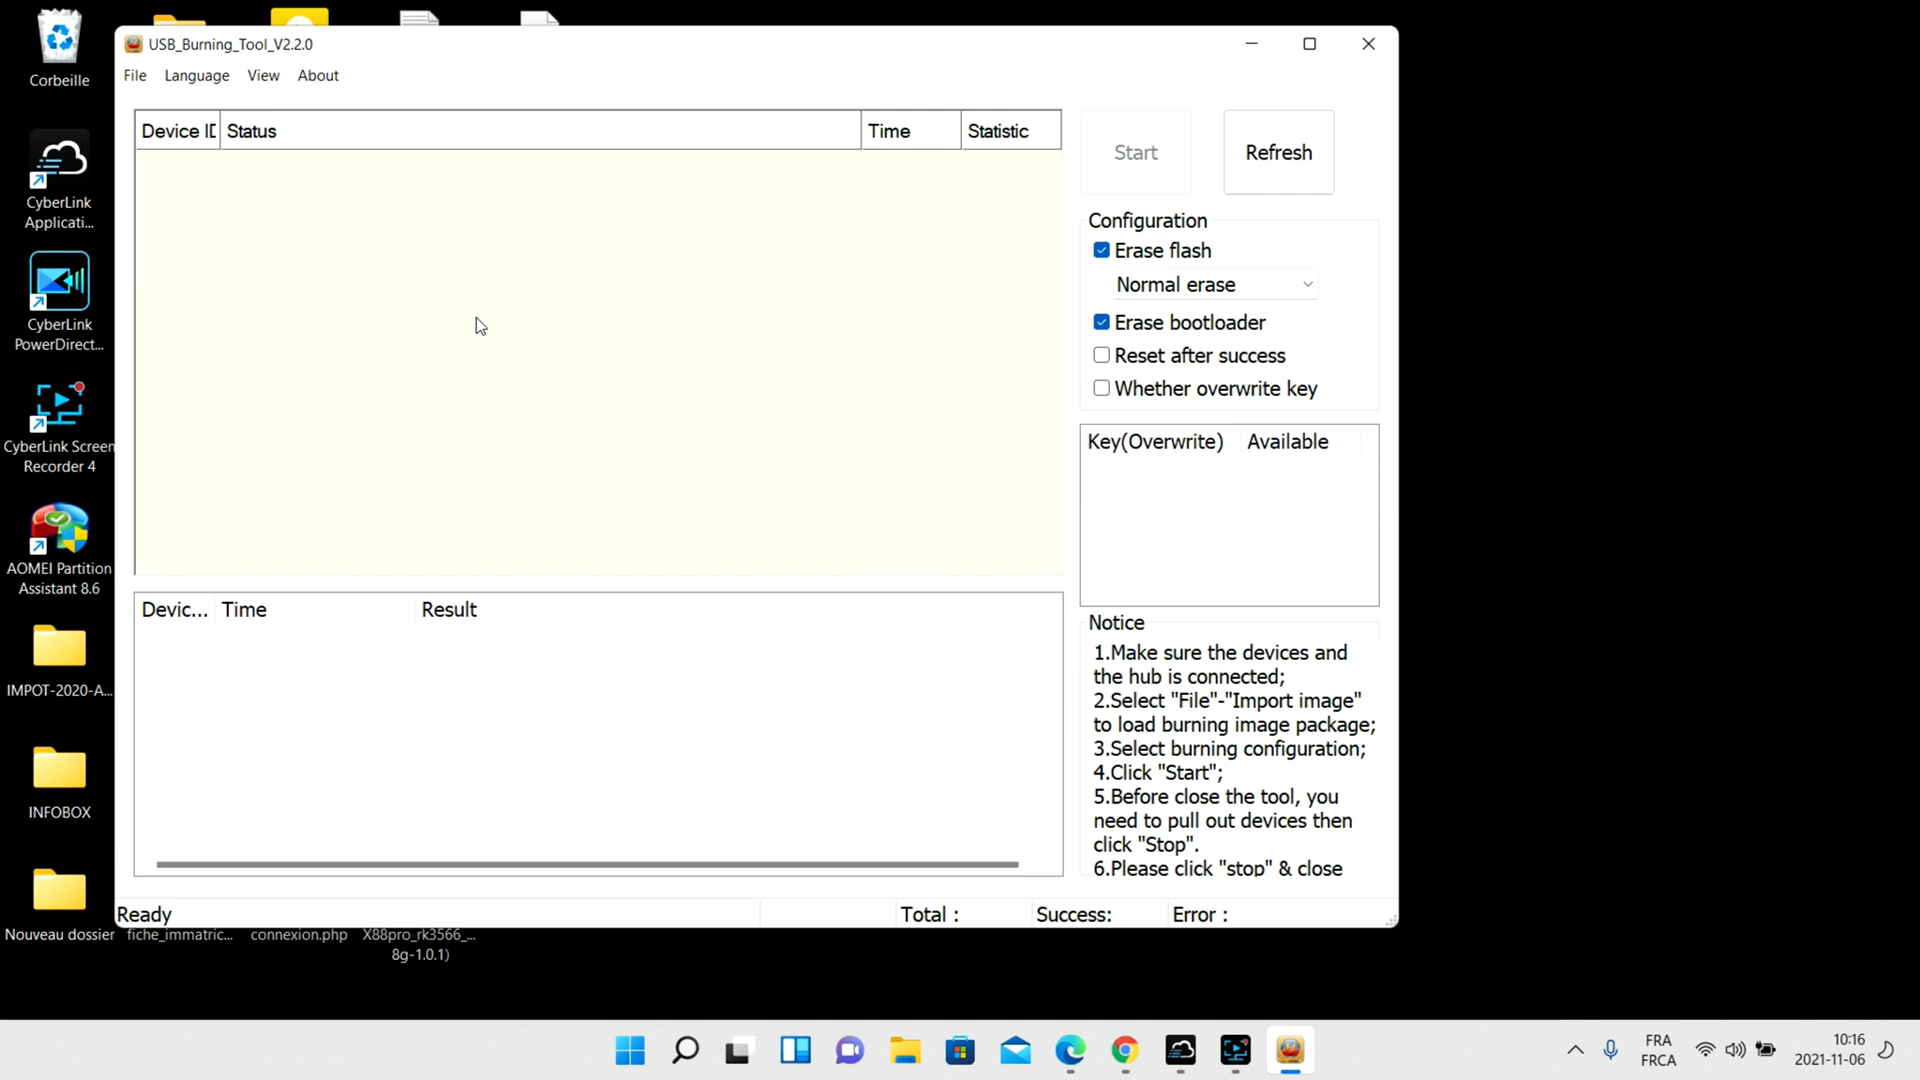 Corbeille
CyberLink
Applicati...
CyberLink
PowerDirect...
CyberLink Screen
Recorder 4
AOMEI Partition
Assistant 8.6
IMPOT-2020-A...
INFOBOX
Nouveau dossier
fiche_immatric...
connexion.php
X88pro_rk3566_...
8g-1.0.1)
USB_Burning_Tool_V2.2.0
File Language View About
Device ID Status Time Statistic
Start Refresh
Configuration
Erase flash
Normal erase
Erase bootloader
Reset after success
Whether overwrite key
Key(Overwrite) Available
Devic... Time Result
Notice
1.Make sure the devices and
the hub is connected;
2.Select "File"-"Import image"
to load burning image package;
3.Select burning configuration;
4.Click "Start";
5.Before close the tool, you
need to pull out devices then
click "Stop".
6.Please click "stop" & close
Ready Total : Success: Error :
FRA
FRCA
10:16
2021-11-06